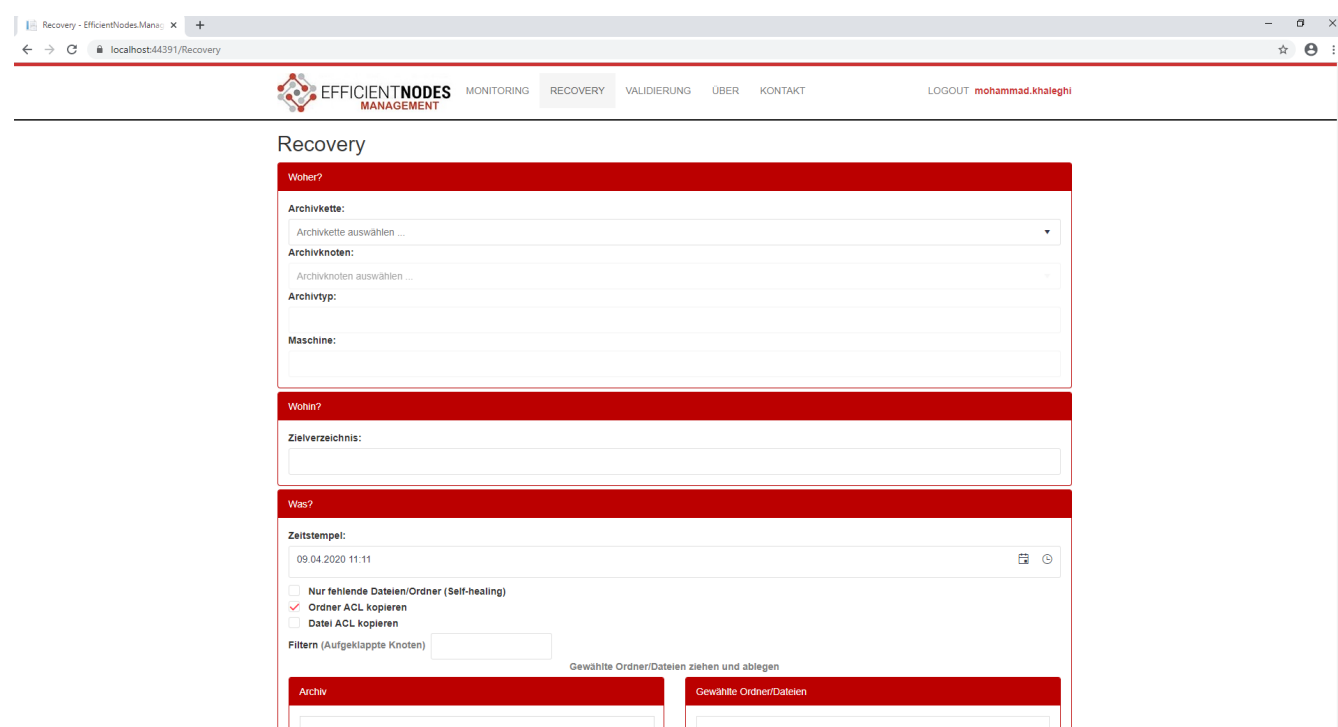 Recovery - EfficientNodes.Manag
localhost:44391/Recovery
EFFICIENTNODES
MANAGEMENT
MONITORING RECOVERY VALIDIERUNG ÜBER KONTAKT LOGOUT mohammad.khaleghi
Recovery
Woher?
Archivkette:
Archivkette auswählen ...
Archivknoten:
Archivknoten auswählen ...
Archivtyp:
Maschine:
Wohin?
Zielverzeichnis:
Was?
Zeitstempel:
09.04.2020 11:11
Nur fehlende Dateien/Ordner (Self-healing)
Ordner ACL kopieren
Datei ACL kopieren
Filtern (Aufgeklappte Knoten)
Gewählte Ordner/Dateien ziehen und ablegen
Archiv Gewählte Ordner/Dateien